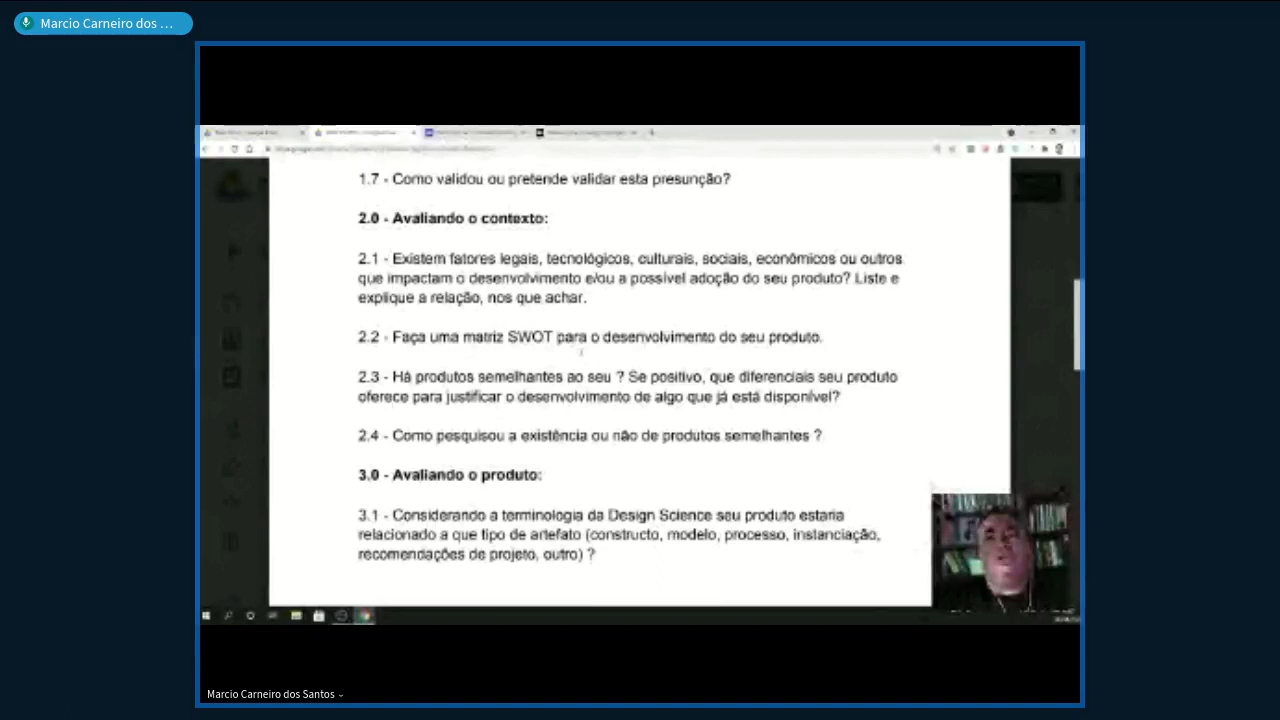 Marcio Carneiro dos ...
1.7 - Como validou ou pretende validar esta presunção?
2.0 - Avaliando o contexto:
2.1 - Existem fatores legais, tecnológicos, culturais, sociais, econômicos ou outros
que impactam o desenvolvimento e/ou a possível adoção do seu produto? Liste e
explique a relação, nos que achar.
2.2 - Faça uma matriz SWOT para o desenvolvimento do seu produto.
2.3 - Há produtos semelhantes ao seu ? Se positivo, que diferenciais seu produto
oferece para justificar o desenvolvimento de algo que já está disponível?
2.4 - Como pesquisou a existência ou não de produtos semelhantes ?
3.0 - Avaliando o produto:
3.1 - Considerando a terminologia da Design Science seu produto estaria
relacionado a que tipo de artefato (constructo, modelo, processo, instanciação,
recomendações de projeto, outro) ?
Marcio Carneiro dos Santos